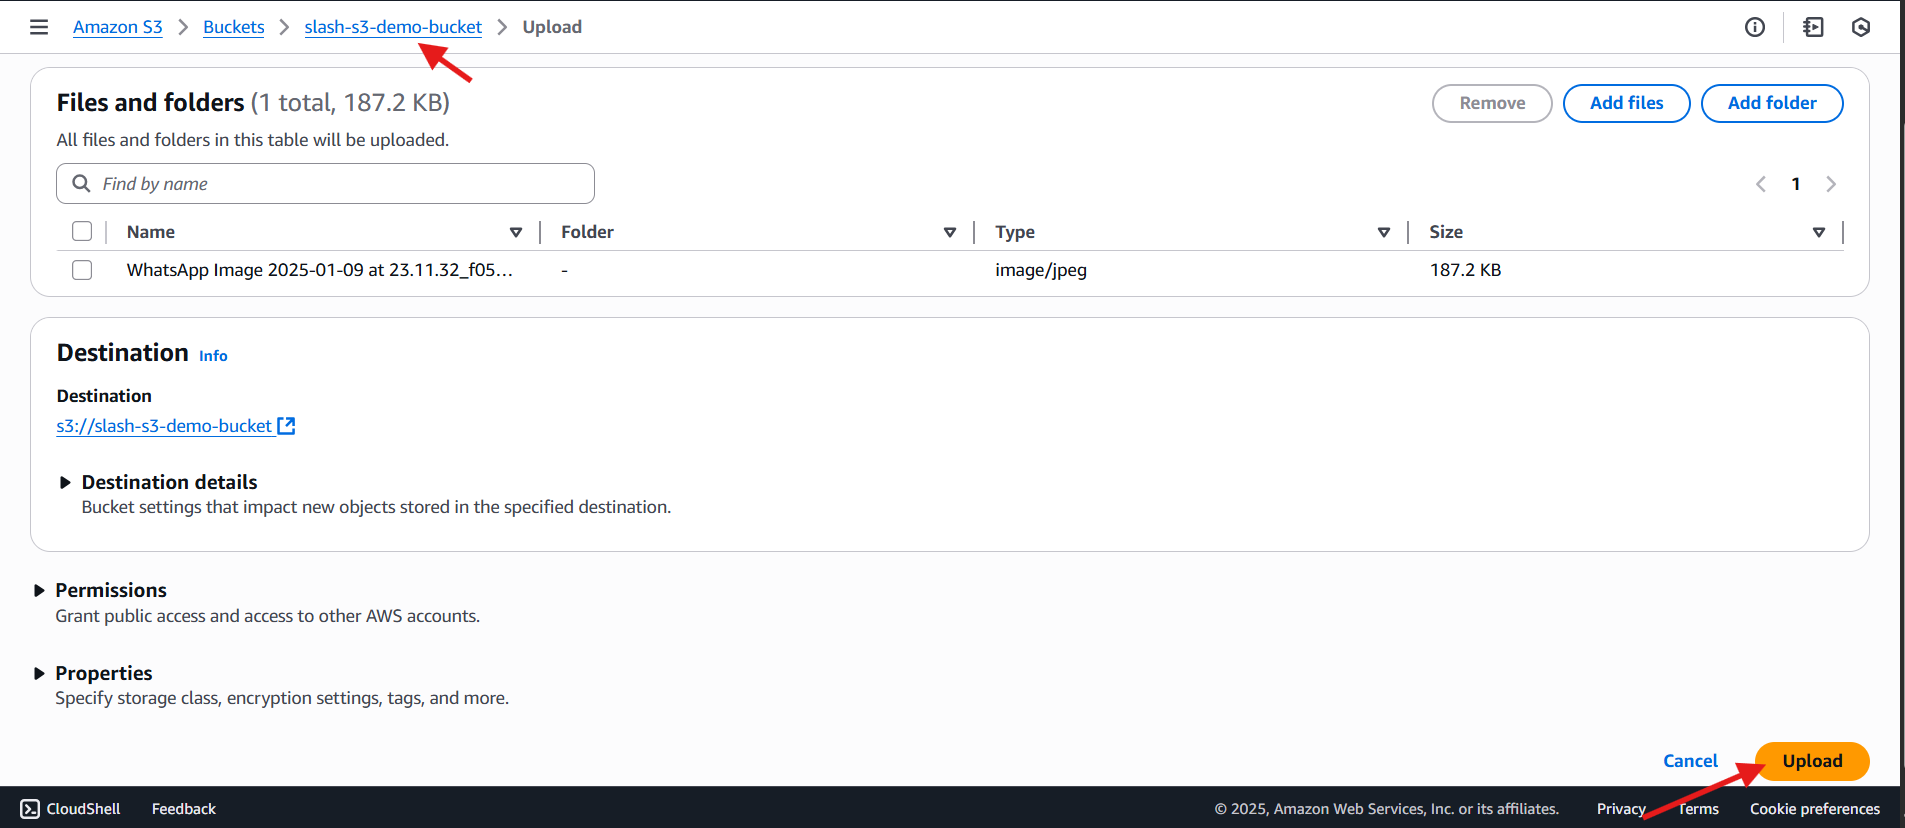 Amazon S3 > Buckets > slash-s3-demo-bucket > Upload
Files and folders (1 total, 187.2 KB)
Remove
Add files
Add folder
All files and folders in this table will be uploaded.
Find by name
1
Name Folder Type Size
WhatsApp Image 2025-01-09 at 23.11.32_f05... - image/jpeg 187.2 KB
Destination Info
Destination
s3://slash-s3-demo-bucket
Destination details
Bucket settings that impact new objects stored in the specified destination.
Permissions
Grant public access and access to other AWS accounts.
Properties
Specify storage class, encryption settings, tags, and more.
Cancel Upload
CloudShell Feedback © 2025, Amazon Web Services, Inc. or its affiliates. Privacy Terms Cookie preferences